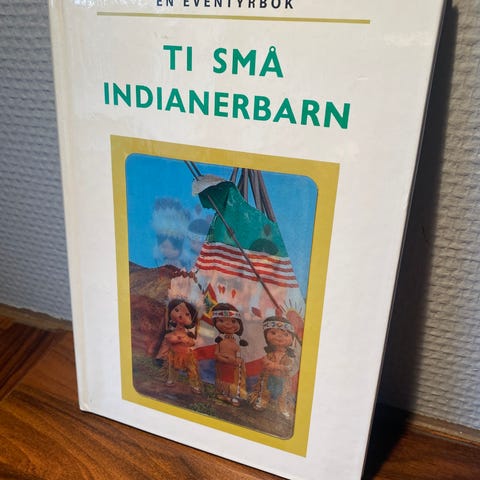 EN EVENTYRBOK
TI SMÅ
INDIANERBARN